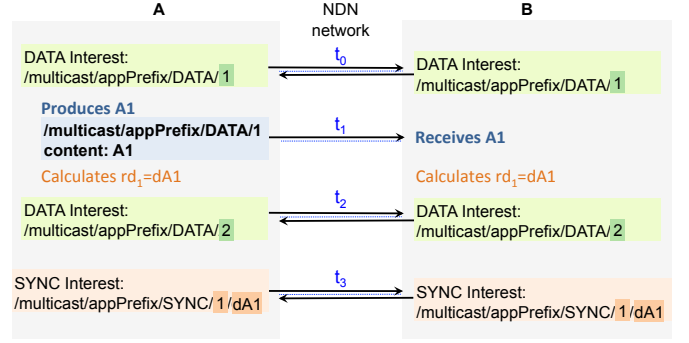 A
NDN
network
B
DATA Interest:
/multicast/appPrefix/DATA/1
t0
DATA Interest:
/multicast/appPrefix/DATA/1
Produces A1
/multicast/appPrefix/DATA/1
content: A1
t1
Receives A1
Calculates rd1=dA1
Calculates rd1=dA1
DATA Interest:
/multicast/appPrefix/DATA/2
t2
DATA Interest:
/multicast/appPrefix/DATA/2
SYNC Interest:
/multicast/appPrefix/SYNC/1/dA1
t3
SYNC Interest:
/multicast/appPrefix/SYNC/1/dA1